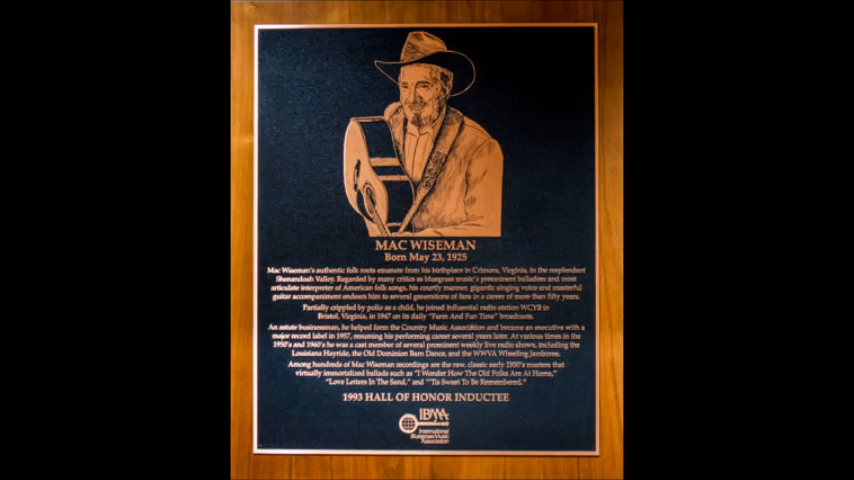 MAC WISEMAN
Born May 23, 1925
Mac Wiseman's authentic folk roots emanate from his birthplace in Crimora, Virginia, in the resplendent
Shenandoah Valley. Regarded by many critics as bluegrass music's preeminent balladeer and most
articulate interpreter of American folk songs, his courtly manner, gigantic singing voice and masterful
guitar accompaniment endears him to several generations of fans in a career of more than fifty years.
Partially crippled by polio as a child, he joined influential radio station WCYB in
Bristol, Virginia, in 1947 on its daily "Farm And Fun Time" broadcasts.
An astute businessman, he helped form the Country Music Association and became an executive with a
major record label in 1957, resuming his performing career several years later. At various times in the
1950's and 1960's he was a cast member of several prominent weekly live radio shows, including the
Louisiana Hayride, the Old Dominion Barn Dance, and the WWVA Wheeling Jamboree.
Among hundreds of Mac Wiseman recordings are the raw, classic early 1950's masters that
virtually immortalized ballads such as "I Wonder How The Old Folks Are At Home,"
"Love Letters In The Sand," and "'Tis Sweet To Be Remembered."
1993 HALL OF HONOR INDUCTEE
IBMA
International
Bluegrass Music
Association